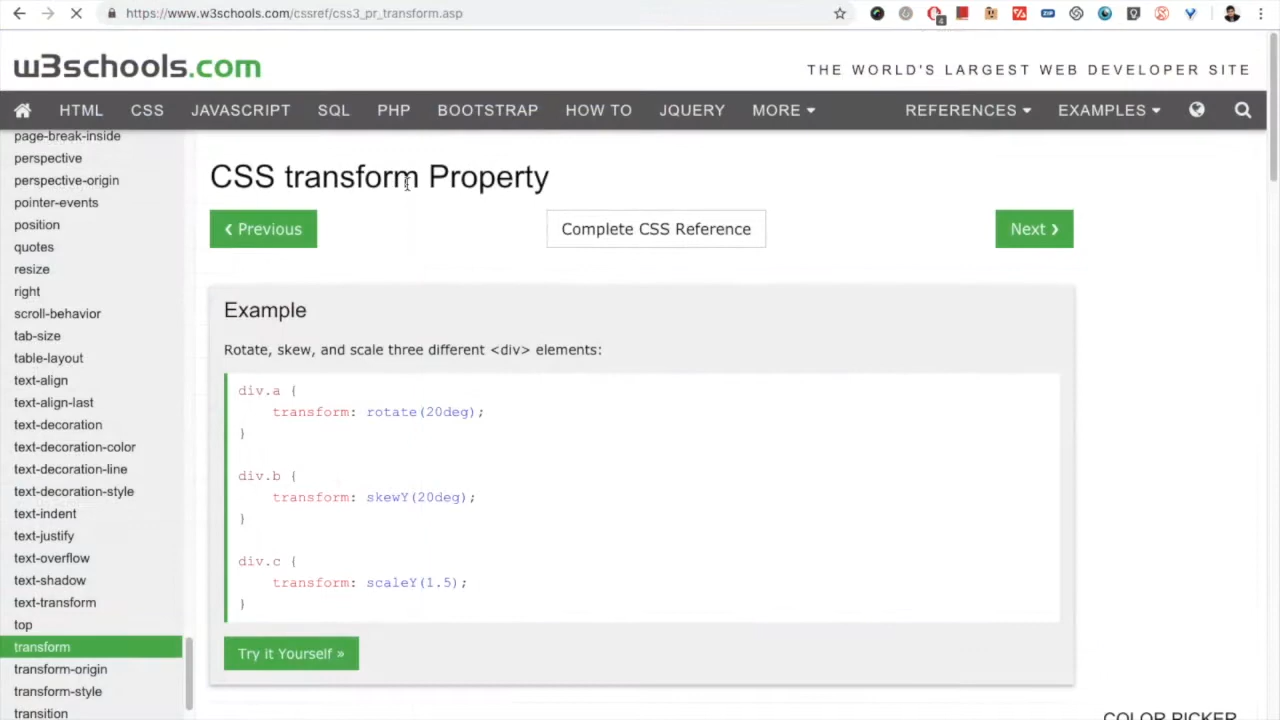 https://www.w3schools.com/cssref/css3_pr_transform.asp
4
ZIP
w3schools.com
THE WORLD'S LARGEST WEB DEVELOPER SITE
HTML CSS JAVASCRIPT SQL PHP BOOTSTRAP HOW TO JQUERY MORE REFERENCES EXAMPLES
page-break-inside
perspective
perspective-origin
pointer-events
position
quotes
resize
right
scroll-behavior
tab-size
table-layout
text-align
text-align-last
text-decoration
text-decoration-color
text-decoration-line
text-decoration-style
text-indent
text-justify
text-overflow
text-shadow
text-transform
top
transform
transform-origin
transform-style
transition
CSS transform Property
❮ Previous
Complete CSS Reference
Next ❯
Example
Rotate, skew, and scale three different <div> elements:
div.a {
transform: rotate(20deg);
}
div.b {
transform: skewY(20deg);
}
div.c {
transform: scaleY(1.5);
}
Try it Yourself »
COLOR PICKER